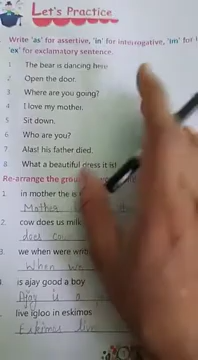 Let's Practice
Write 'as' for assertive, 'in' for interrogative, 'im' for
'ex' for exclamatory sentence.
1 The bear is dancing here
2 Open the door.
3 Where are you going?
4 I love my mother.
5 Sit down.
6 Who are you?
7 Alas! his father died.
8. What a beautiful dress it is!
Re-arrange the
1. in mother the is
Mother
2. cow does us milk
does cow
3. we when were
When we
is ajay good a boy
Ajay is a
live igloo in eskimos
Eskimos